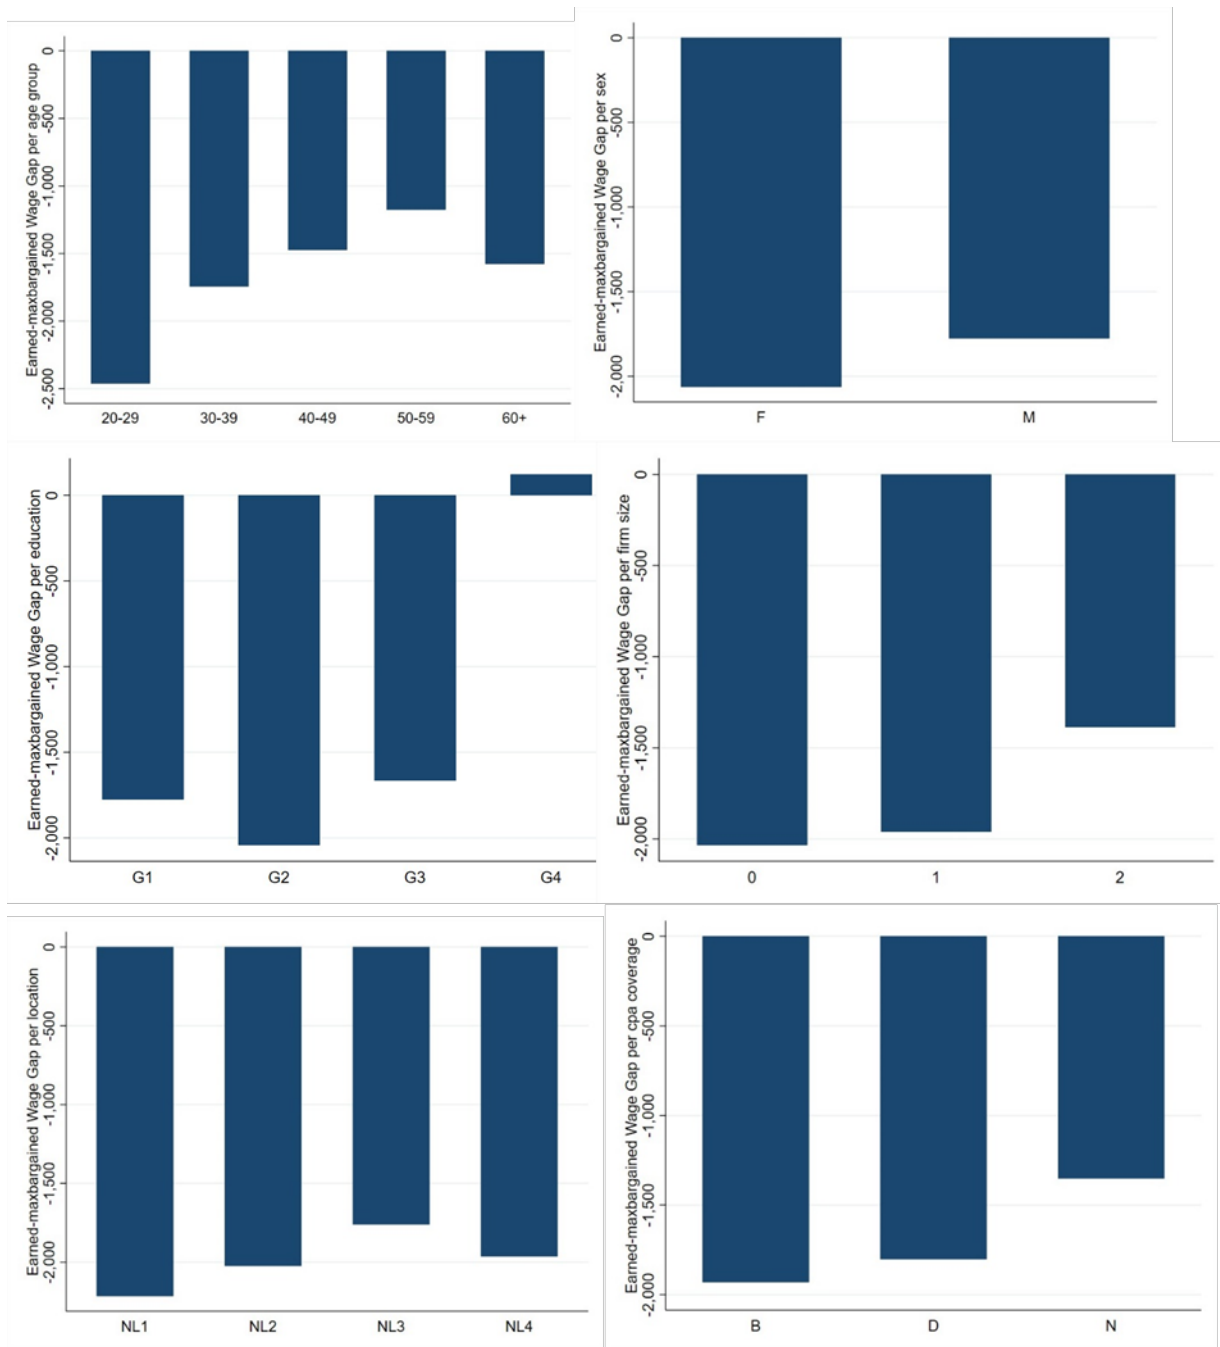 Earned-maxbargained Wage Gap per age group
0
-500
-1,000
-1,500
-2,000
-2,500
20-29 30-39 40-49 50-59 60+
Earned-maxbargained Wage Gap per sex
0
-500
-1,000
-1,500
-2,000
F M
Earned-maxbargained Wage Gap per education
0
-500
-1,000
-1,500
-2,000
G1 G2 G3 G4
Earned-maxbargained Wage Gap per firm size
0
-500
-1,000
-1,500
-2,000
0 1 2
Earned-maxbargained Wage Gap per location
0
-500
-1,000
-1,500
-2,000
NL1 NL2 NL3 NL4
Earned-maxbargained Wage Gap per cpa coverage
0
-500
-1,000
-1,500
-2,000
B D N